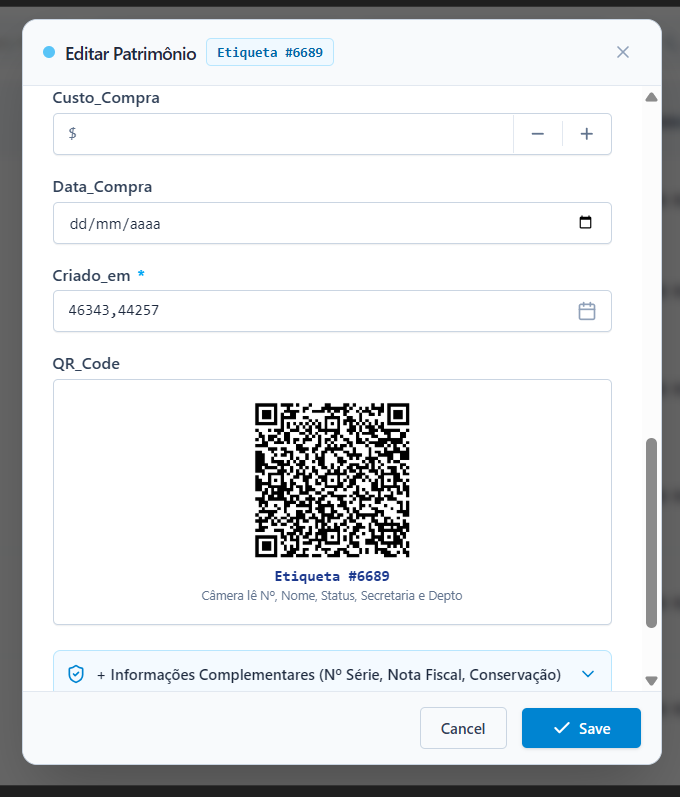 Editar Patrimônio
Etiqueta #6689
Custo_Compra
$
Data_Compra
dd/mm/aaaa
Criado_em *
46343,44257
QR_Code
Etiqueta #6689
Câmera lê Nº, Nome, Status, Secretaria e Depto
+ Informações Complementares (Nº Série, Nota Fiscal, Conservação)
Cancel
Save